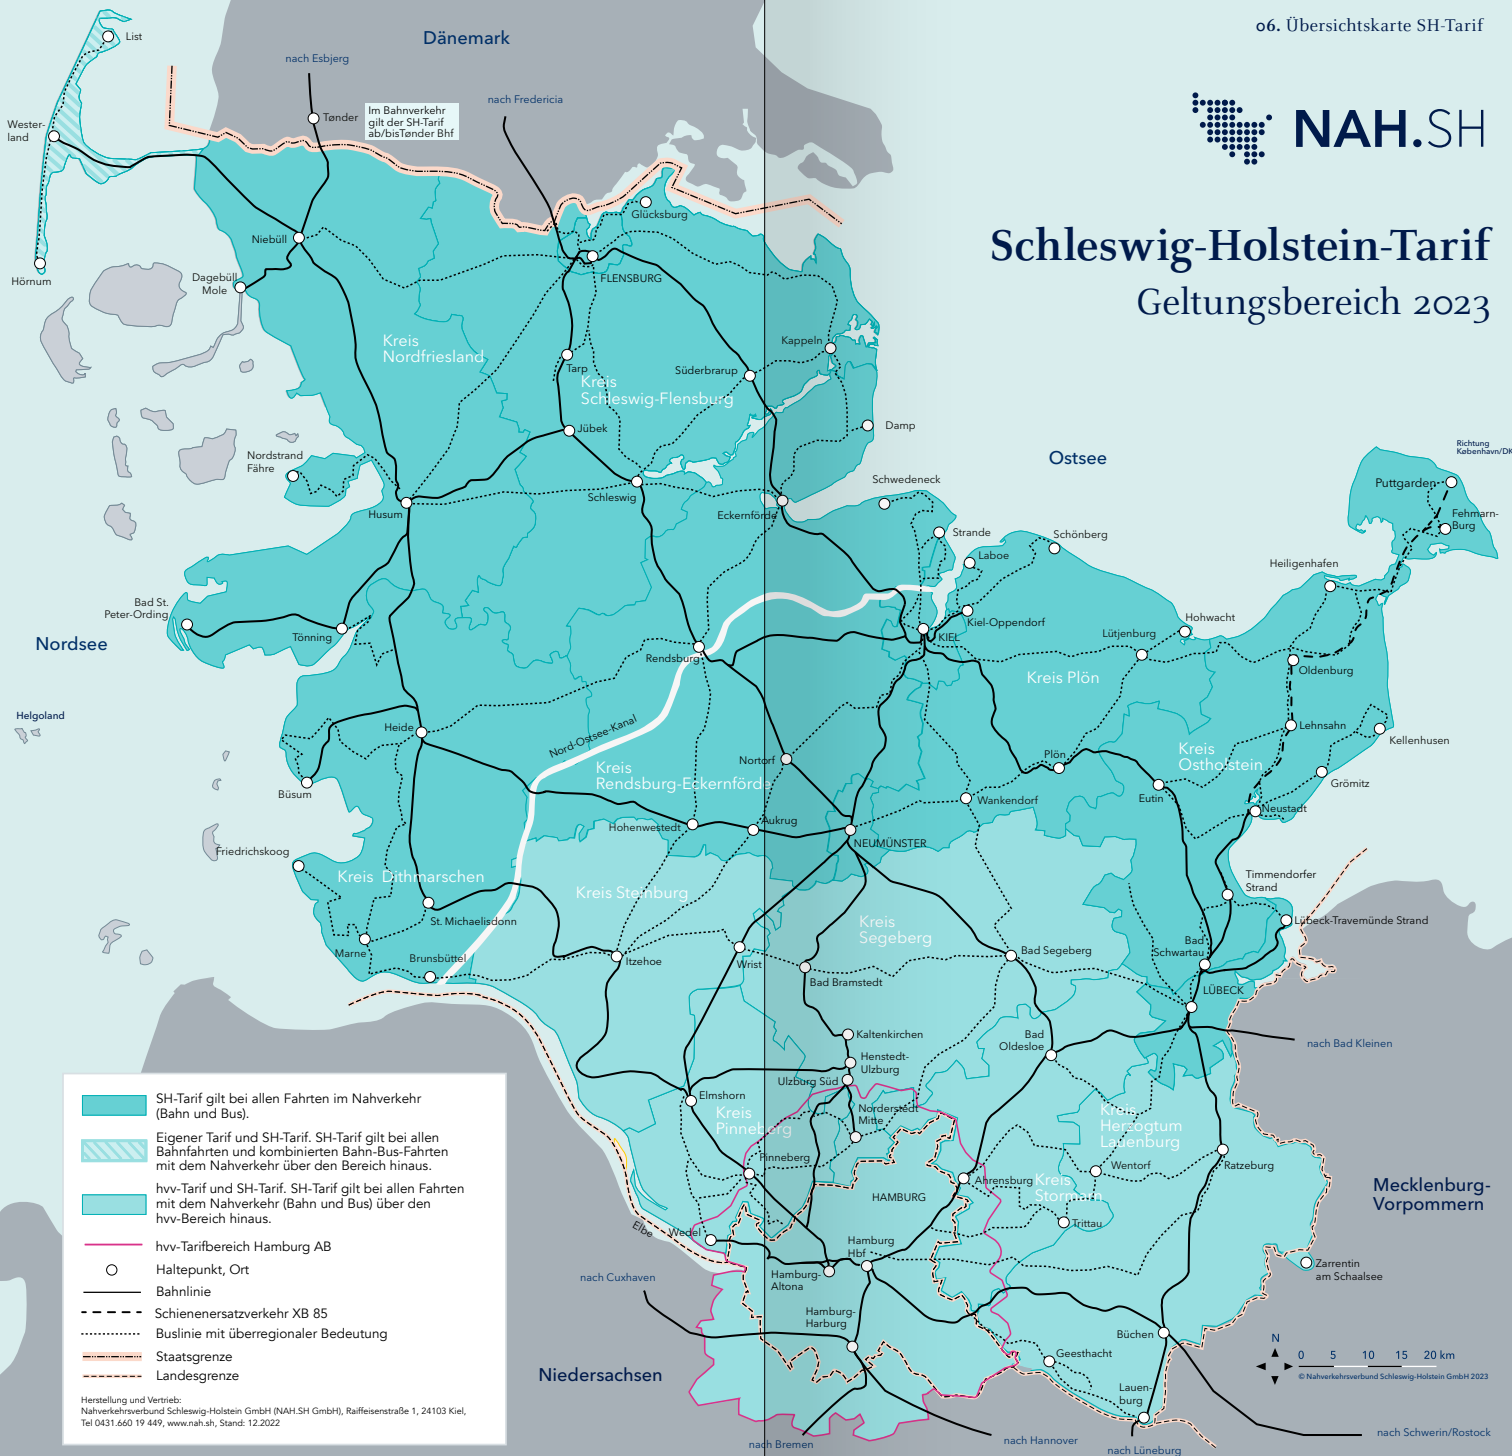 06. Übersichtskarte SH-Tarif
NAH.SH
Schleswig-Holstein-Tarif
Geltungsbereich 2023
Dänemark
nach Esbjerg
nach Fredericia
Im Bahnverkehr
gilt der SH-Tarif
ab/bisTønder Bhf
Tønder
List
Wester-
land
Hörnum
Niebüll
Dagebüll
Mole
Glücksburg
FLENSBURG
Kreis
Nordfriesland
Tarp
Kreis
Schleswig-Flensburg
Süderbrarup
Kappeln
Damp
Jübek
Nordstrand
Fähre
Husum
Schleswig
Eckernförde
Schwedeneck
Ostsee
Richtung
København/DK
Puttgarden
Fehmarn-
Burg
Strande
Laboe
Schönberg
Heiligenhafen
Bad St.
Peter-Ording
Tönning
Nordsee
Rendsburg
Kiel-Oppendorf
KIEL
Lütjenburg
Hohwacht
Oldenburg
Kreis Plön
Helgoland
Heide
Nord-Ostsee-Kanal
Lehnsahn
Kellenhusen
Büsum
Nortorf
Kreis
Rendsburg-Eckernförde
Plön
Kreis
Ostholstein
Grömitz
Eutin
Neustadt
Wankendorf
Hohenwestedt
Aukrug
NEUMÜNSTER
Friedrichskoog
Kreis Dithmarschen
Kreis Steinburg
Timmendorfer
Strand
St. Michaelisdonn
Kreis
Segeberg
Lübeck-Travemünde Strand
Marne
Brunsbüttel
Itzehoe
Wrist
Bad Segeberg
Bad
Schwartau
Bad Bramstedt
LÜBECK
Kaltenkirchen
Bad
Oldesloe
nach Bad Kleinen
Henstedt-
Ulzburg
Ulzburg Süd
Elmshorn
Kreis
Pinneberg
Norderstedt
Mitte
Kreis
Herzogtum
Lauenburg
Pinneberg
Wentorf
Ratzeburg
Ahrensburg
Kreis
Stormarn
HAMBURG
Mecklenburg-
Vorpommern
Trittau
Elbe
Wedel
Hamburg
Hbf
Zarrentin
am Schaalsee
Hamburg-
Altona
nach Cuxhaven
Hamburg-
Harburg
Büchen
Geesthacht
Niedersachsen
Lauen-
burg
nach Bremen
nach Hannover
nach Lüneburg
nach Schwerin/Rostock
N
0 5 10 15 20 km
© Nahverkehrsverbund Schleswig-Holstein GmbH 2023
SH-Tarif gilt bei allen Fahrten im Nahverkehr
(Bahn und Bus).
Eigener Tarif und SH-Tarif. SH-Tarif gilt bei allen
Bahnfahrten und kombinierten Bahn-Bus-Fahrten
mit dem Nahverkehr über den Bereich hinaus.
hvv-Tarif und SH-Tarif. SH-Tarif gilt bei allen Fahrten
mit dem Nahverkehr (Bahn und Bus) über den
hvv-Bereich hinaus.
hvv-Tarifbereich Hamburg AB
Haltepunkt, Ort
Bahnlinie
Schienenersatzverkehr XB 85
Buslinie mit überregionaler Bedeutung
Staatsgrenze
Landesgrenze
Herstellung und Vertrieb:
Nahverkehrsverbund Schleswig-Holstein GmbH (NAH.SH GmbH), Raiffeisenstraße 1, 24103 Kiel,
Tel 0431.660 19 449, www.nah.sh, Stand: 12.2022